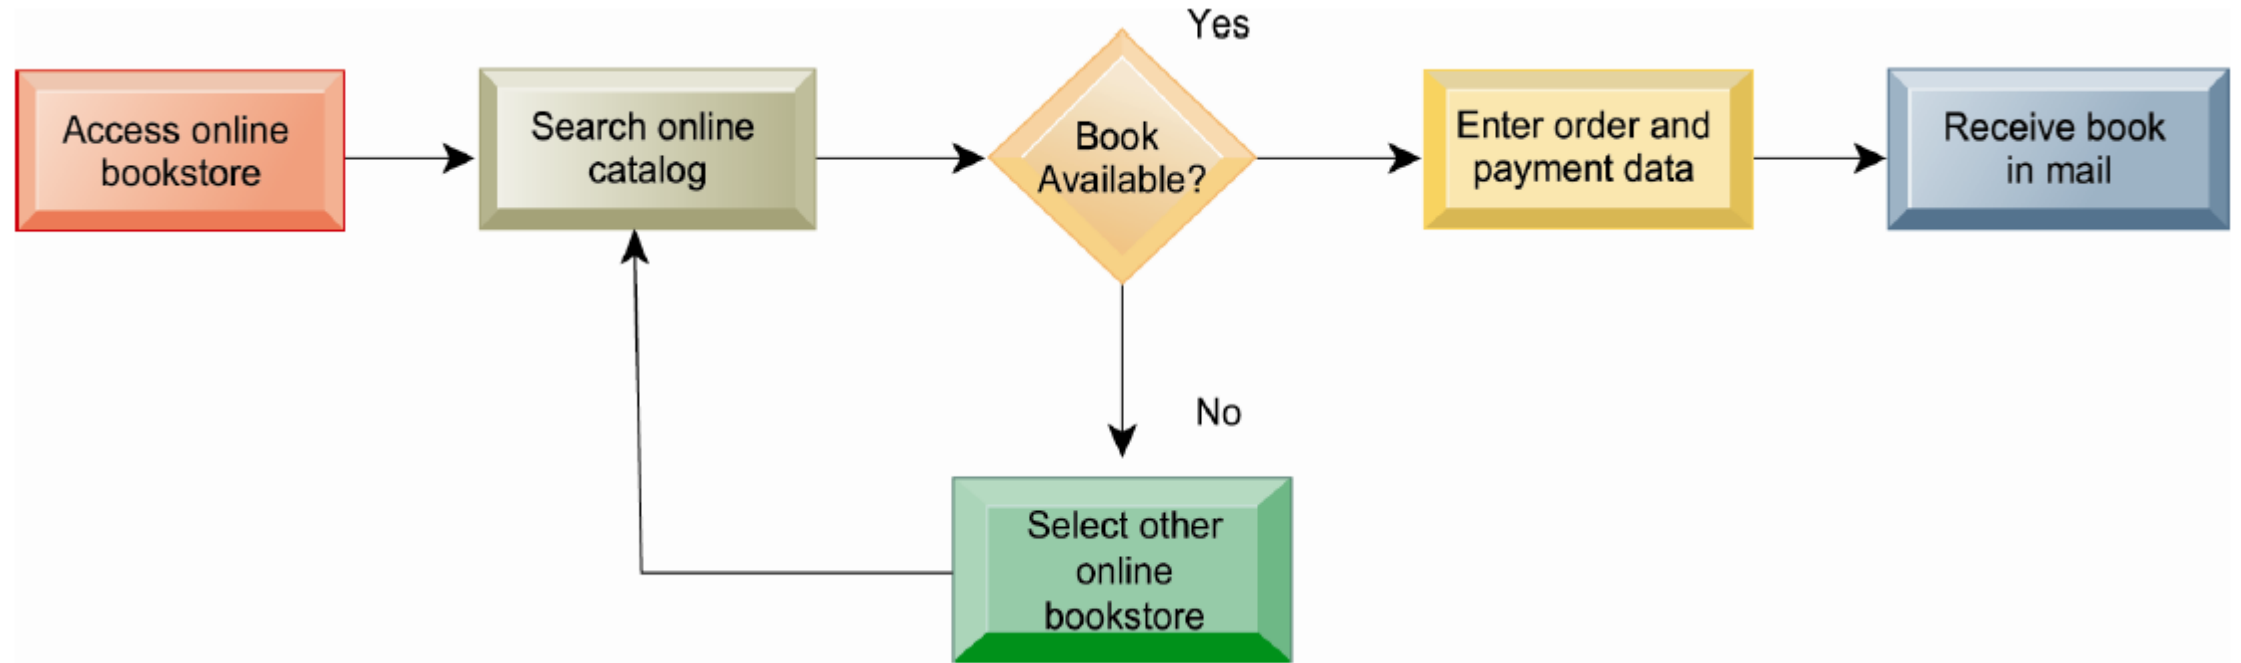 Yes
Access online
bookstore
Search online
catalog
Book
Available?
Enter order and
payment data
Receive book
in mail
No
Select other
online
bookstore